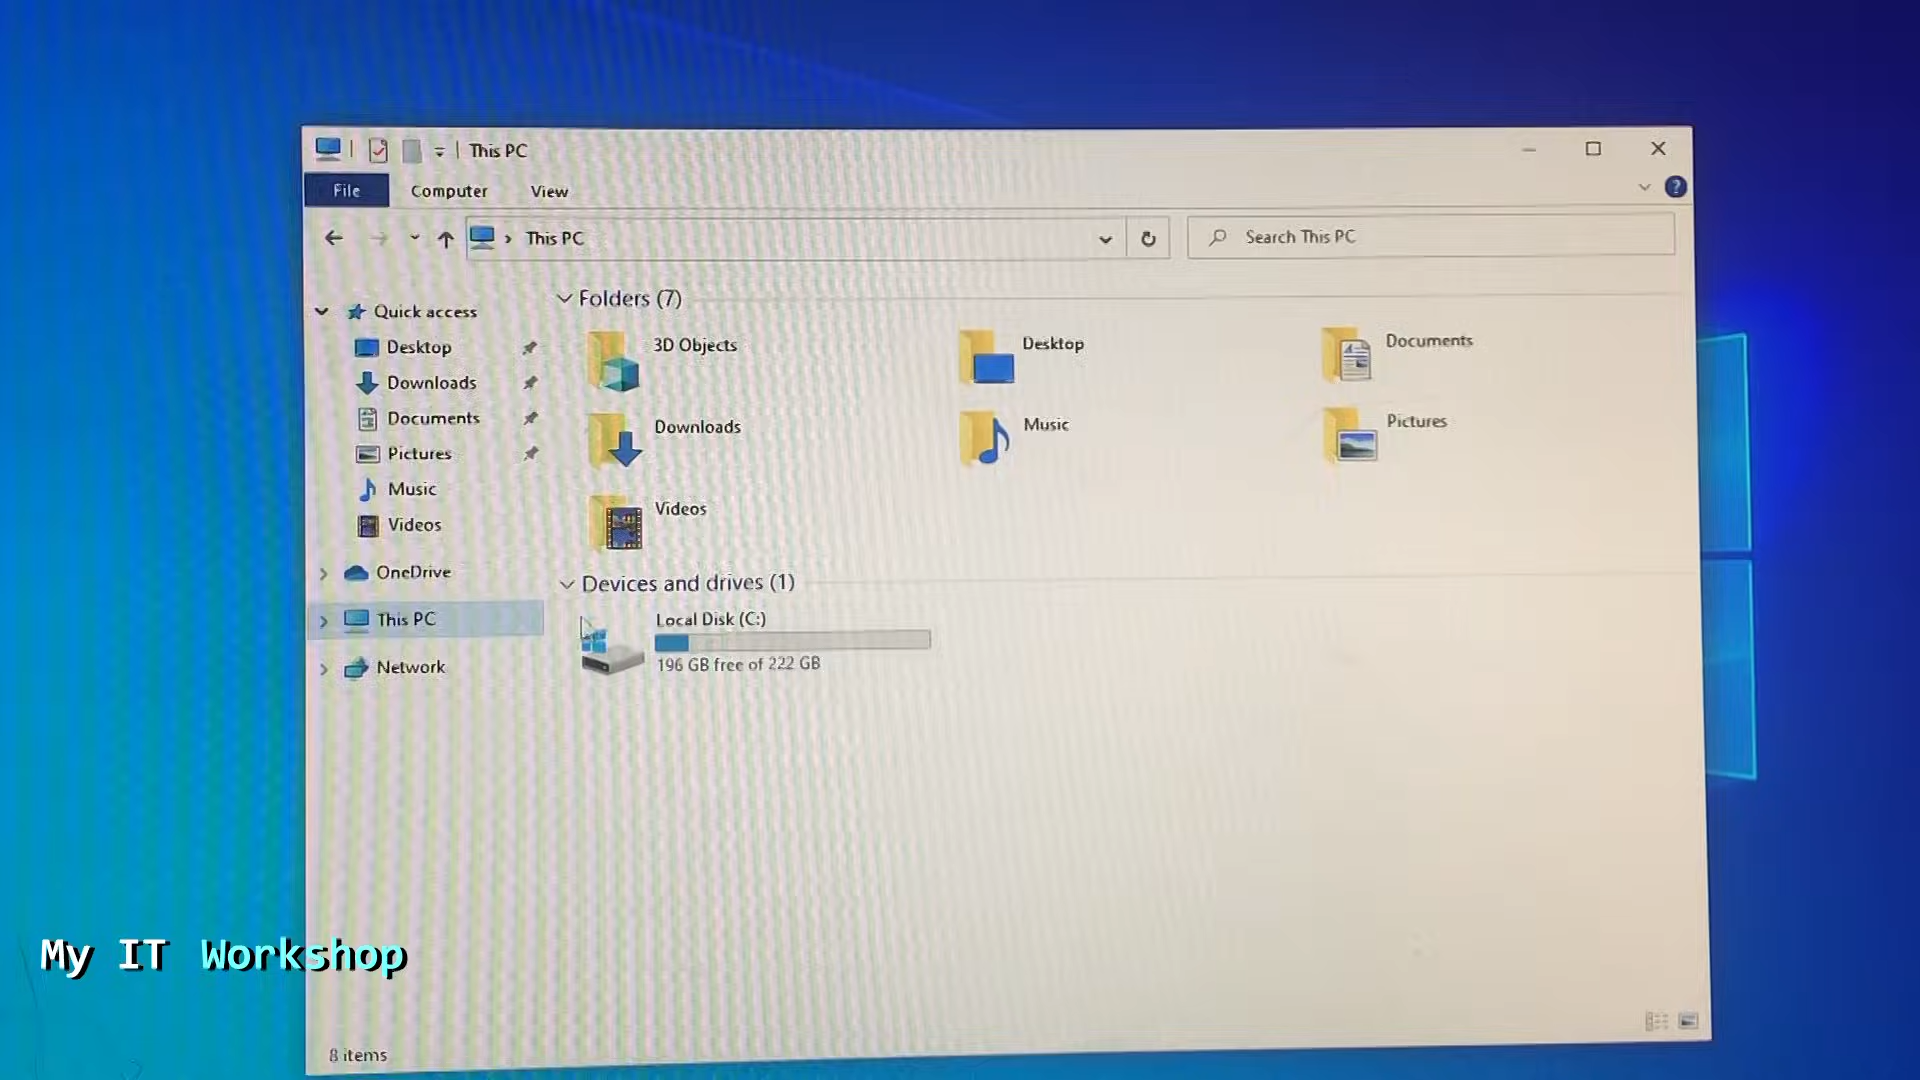 This PC
File Computer View
This PC
Search This PC
Quick access
Desktop
Downloads
Documents
Pictures
Music
Videos
OneDrive
This PC
Network
Folders (7)
3D Objects
Desktop
Documents
Downloads
Music
Pictures
Videos
Devices and drives (1)
Local Disk (C:)
196 GB free of 222 GB
8 items
My IT Workshop